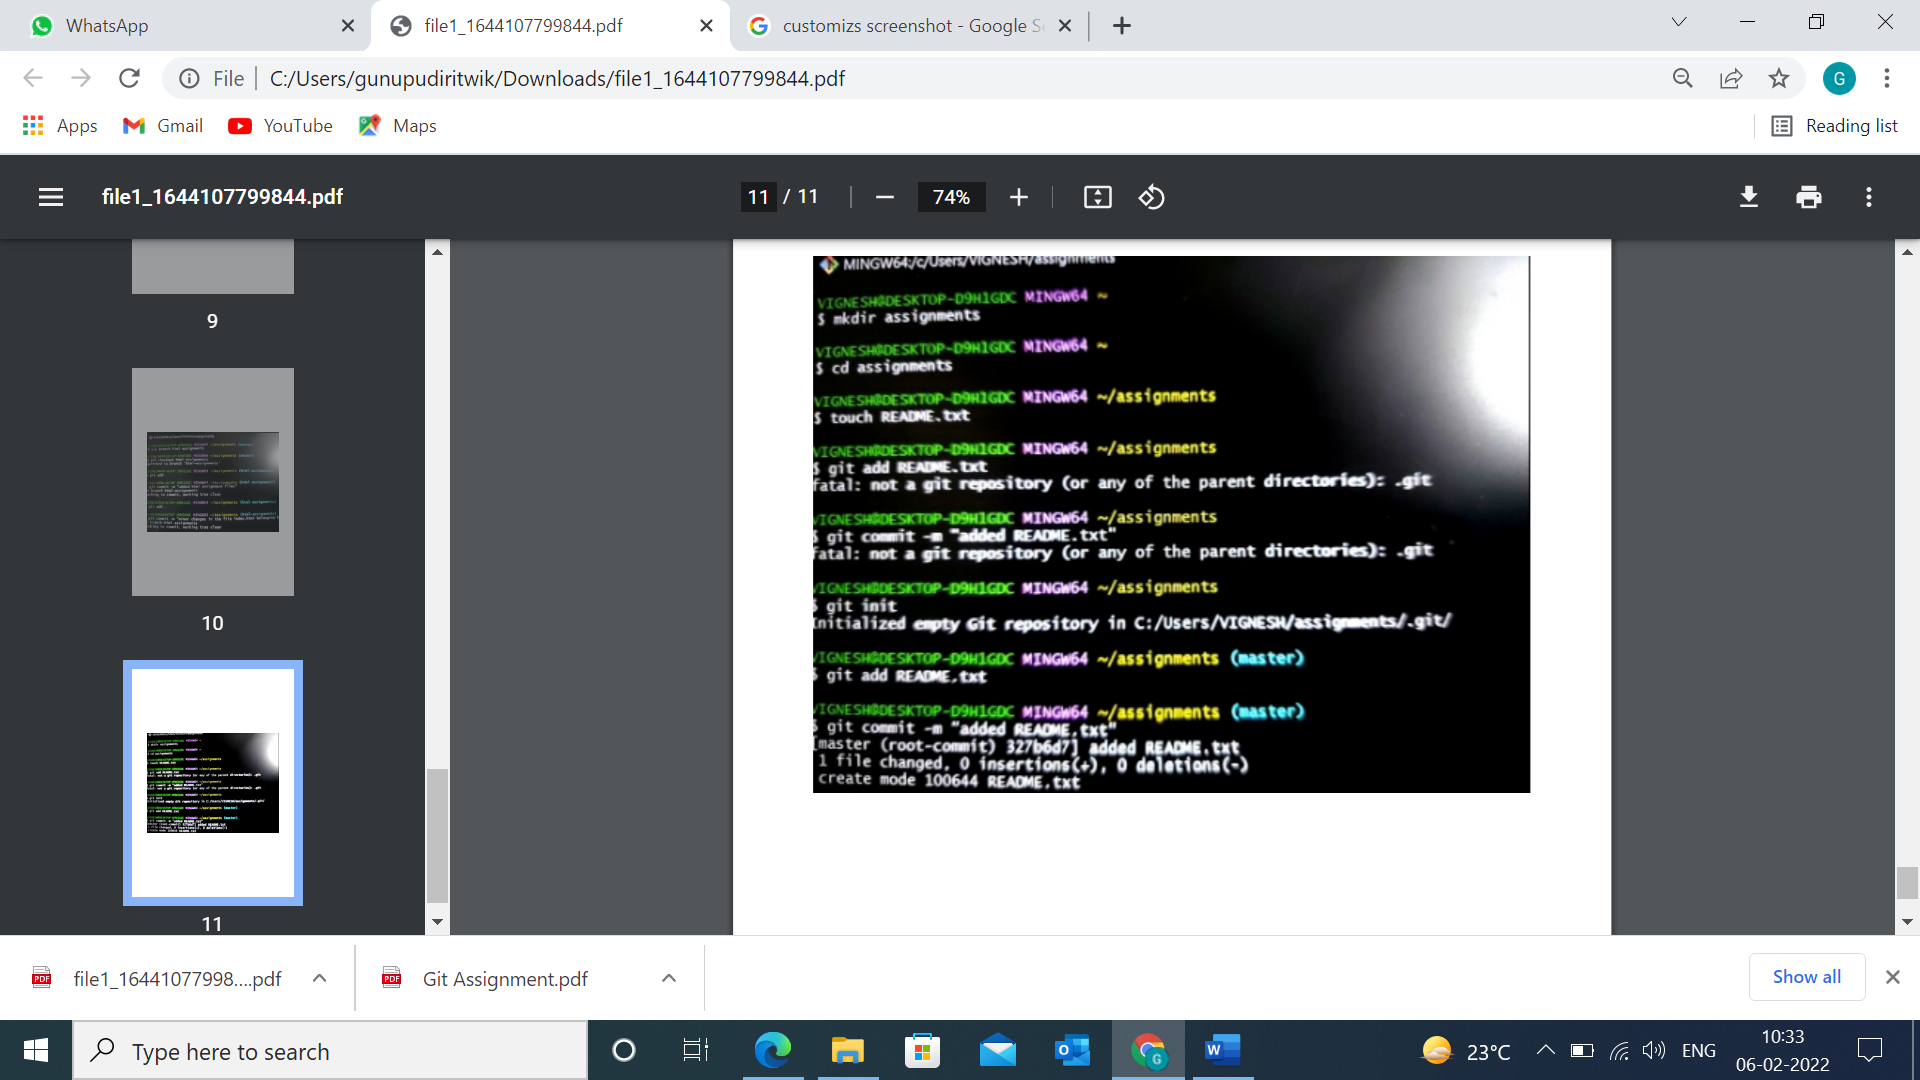 WhatsApp
file1_1644107799844.pdf
customizs screenshot - Google S
File
C:/Users/gunupudiritwik/Downloads/file1_1644107799844.pdf
G
Apps
Gmail
YouTube
Maps
Reading list
file1_1644107799844.pdf
11 / 11
74%
9
10
11
MINGW64:/c/Users/VIGNESH/assignments
VIGNESH@DESKTOP-D9H1GDC MINGW64 ~
$ mkdir assignments
VIGNESH@DESKTOP-D9H1GDC MINGW64 ~
$ cd assignments
VIGNESH@DESKTOP-D9H1GDC MINGW64 ~/assignments
$ touch README.txt
VIGNESH@DESKTOP-D9H1GDC MINGW64 ~/assignments
$ git add README.txt
fatal: not a git repository (or any of the parent directories): .git
VIGNESH@DESKTOP-D9H1GDC MINGW64 ~/assignments
$ git commit -m "added README.txt"
fatal: not a git repository (or any of the parent directories): .git
VIGNESH@DESKTOP-D9H1GDC MINGW64 ~/assignments
$ git init
Initialized empty Git repository in C:/Users/VIGNESH/assignments/.git/
VIGNESH@DESKTOP-D9H1GDC MINGW64 ~/assignments (master)
$ git add README.txt
VIGNESH@DESKTOP-D9H1GDC MINGW64 ~/assignments (master)
$ git commit -m "added README.txt"
[master (root-commit) 327b6d7] added README.txt
1 file changed, 0 insertions(+), 0 deletions(-)
create mode 100644 README.txt
file1_16441077998....pdf
Git Assignment.pdf
Show all
Type here to search
23°C
ENG
10:33
06-02-2022